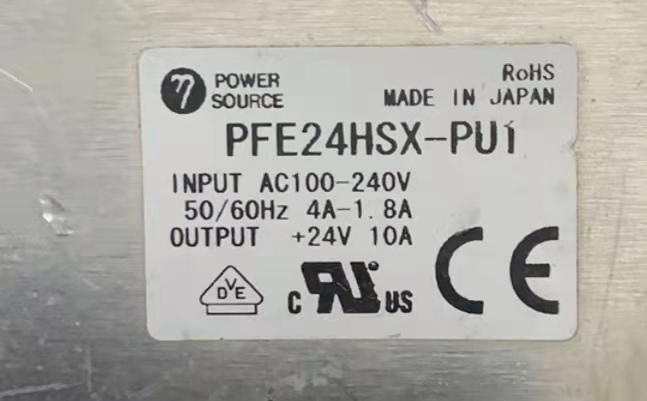 η POWER SOURCE
RoHS
MADE IN JAPAN
PFE24HSX-PU1
INPUT AC100-240V
50/60Hz 4A-1.8A
OUTPUT +24V 10A
DVE
C RU US
CE